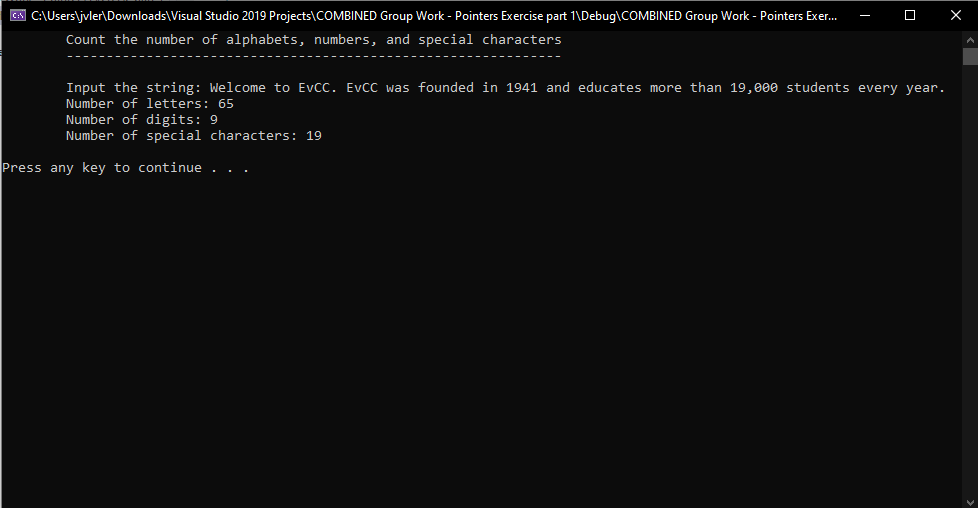 C:\Users\jvler\Downloads\Visual Studio 2019 Projects\COMBINED Group Work - Pointers Exercise part 1\Debug\COMBINED Group Work - Pointers Exer...
Count the number of alphabets, numbers, and special characters
--------------------------------------------------------------
Input the string: Welcome to EvCC. EvCC was founded in 1941 and educates more than 19,000 students every year.
Number of letters: 65
Number of digits: 9
Number of special characters: 19
Press any key to continue . . .